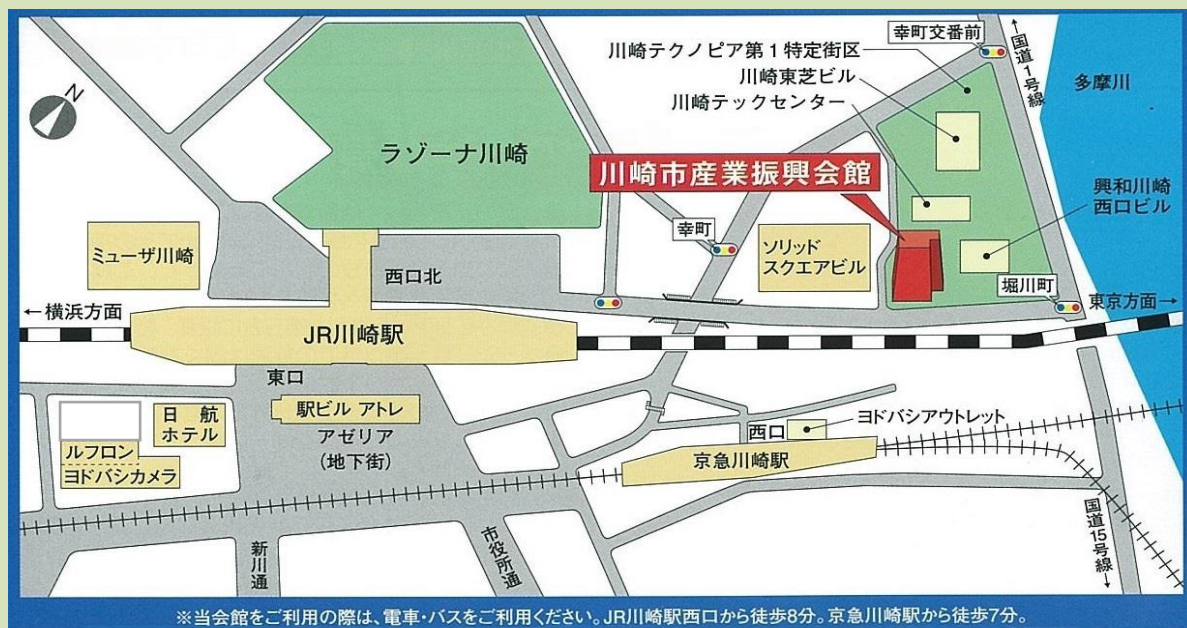 幸町交番前
↑国道1号線
川崎テクノピア第1特定街区
川崎東芝ビル
川崎テックセンター
多摩川
N
ラゾーナ川崎
川崎市産業振興会館
興和川崎
西口ビル
幸町
ソリッド
スクエアビル
ミューザ川崎
西口北
堀川町
←横浜方面
東京方面→
JR川崎駅
東口
駅ビル アトレ
日航
ホテル
アゼリア
(地下街)
ルフロン
ヨドバシカメラ
西口
ヨドバシアウトレット
京急川崎駅
新川通
市役所通
国道15号線↓
※当会館をご利用の際は、電車・バスをご利用ください。JR川崎駅西口から徒歩8分。京急川崎駅から徒歩7分。